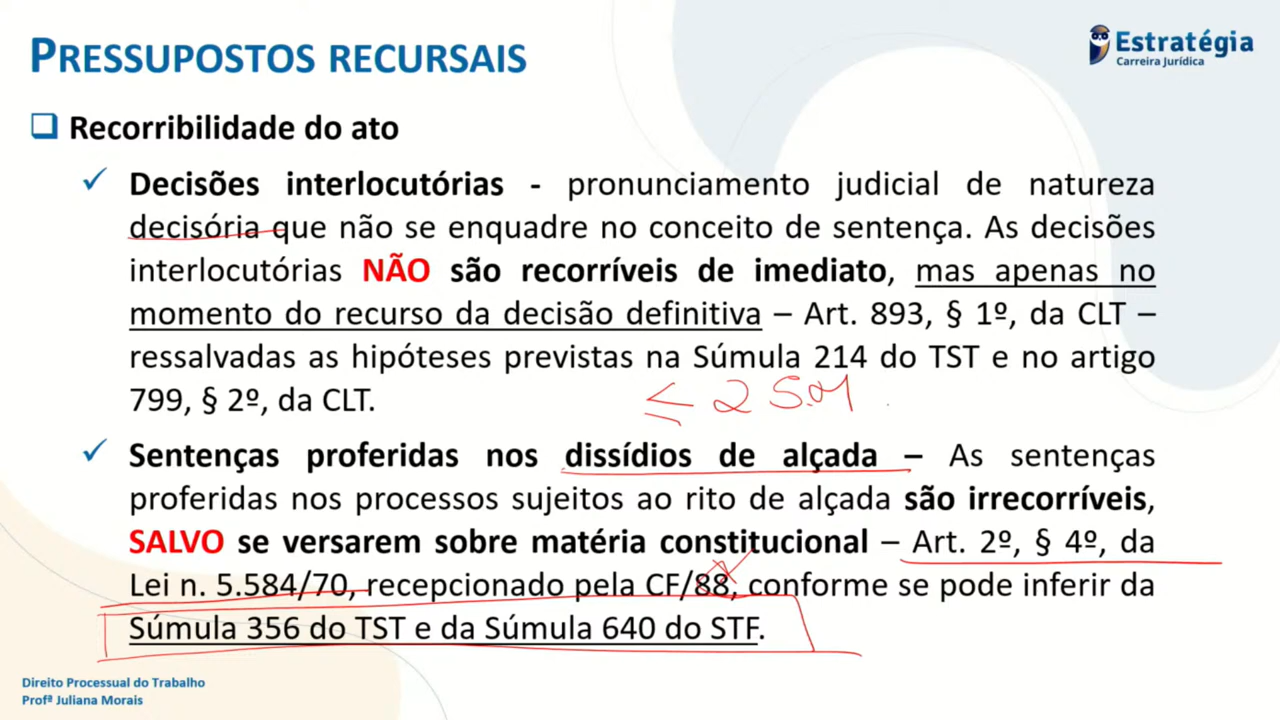 PRESSUPOSTOS RECURSAIS
Estratégia
Carreira Jurídica
Recorribilidade do ato
Decisões interlocutórias - pronunciamento judicial de natureza
decisória que não se enquadre no conceito de sentença. As decisões
interlocutórias NÃO são recorríveis de imediato, mas apenas no
momento do recurso da decisão definitiva – Art. 893, § 1º, da CLT –
ressalvadas as hipóteses previstas na Súmula 214 do TST e no artigo
799, § 2º, da CLT.
≤ 2 S.M
Sentenças proferidas nos dissídios de alçada – As sentenças
proferidas nos processos sujeitos ao rito de alçada são irrecorríveis,
SALVO se versarem sobre matéria constitucional – Art. 2º, § 4º, da
Lei n. 5.584/70, recepcionado pela CF/88, conforme se pode inferir da
Súmula 356 do TST e da Súmula 640 do STF.
Direito Processual do Trabalho
Profª Juliana Morais